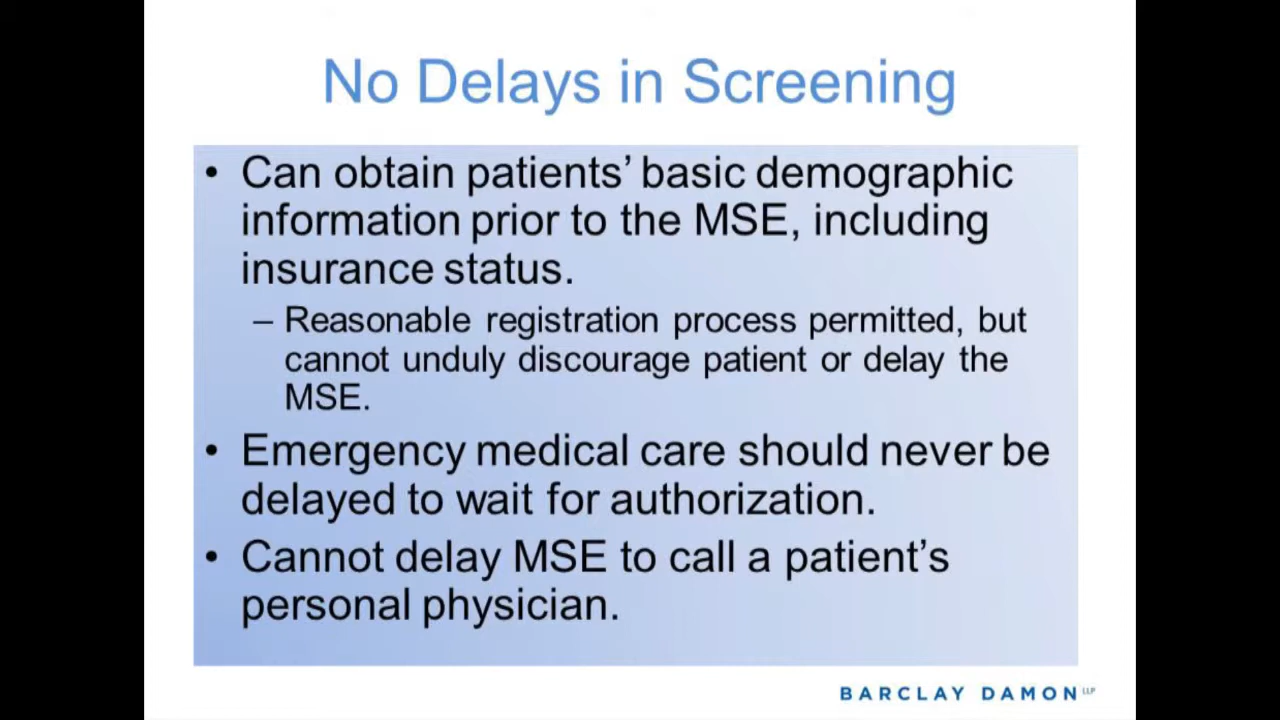 No Delays in Screening
• Can obtain patients’ basic demographic
information prior to the MSE, including
insurance status.
– Reasonable registration process permitted, but
cannot unduly discourage patient or delay the
MSE.
• Emergency medical care should never be
delayed to wait for authorization.
• Cannot delay MSE to call a patient’s
personal physician.
BARCLAY DAMON LLP